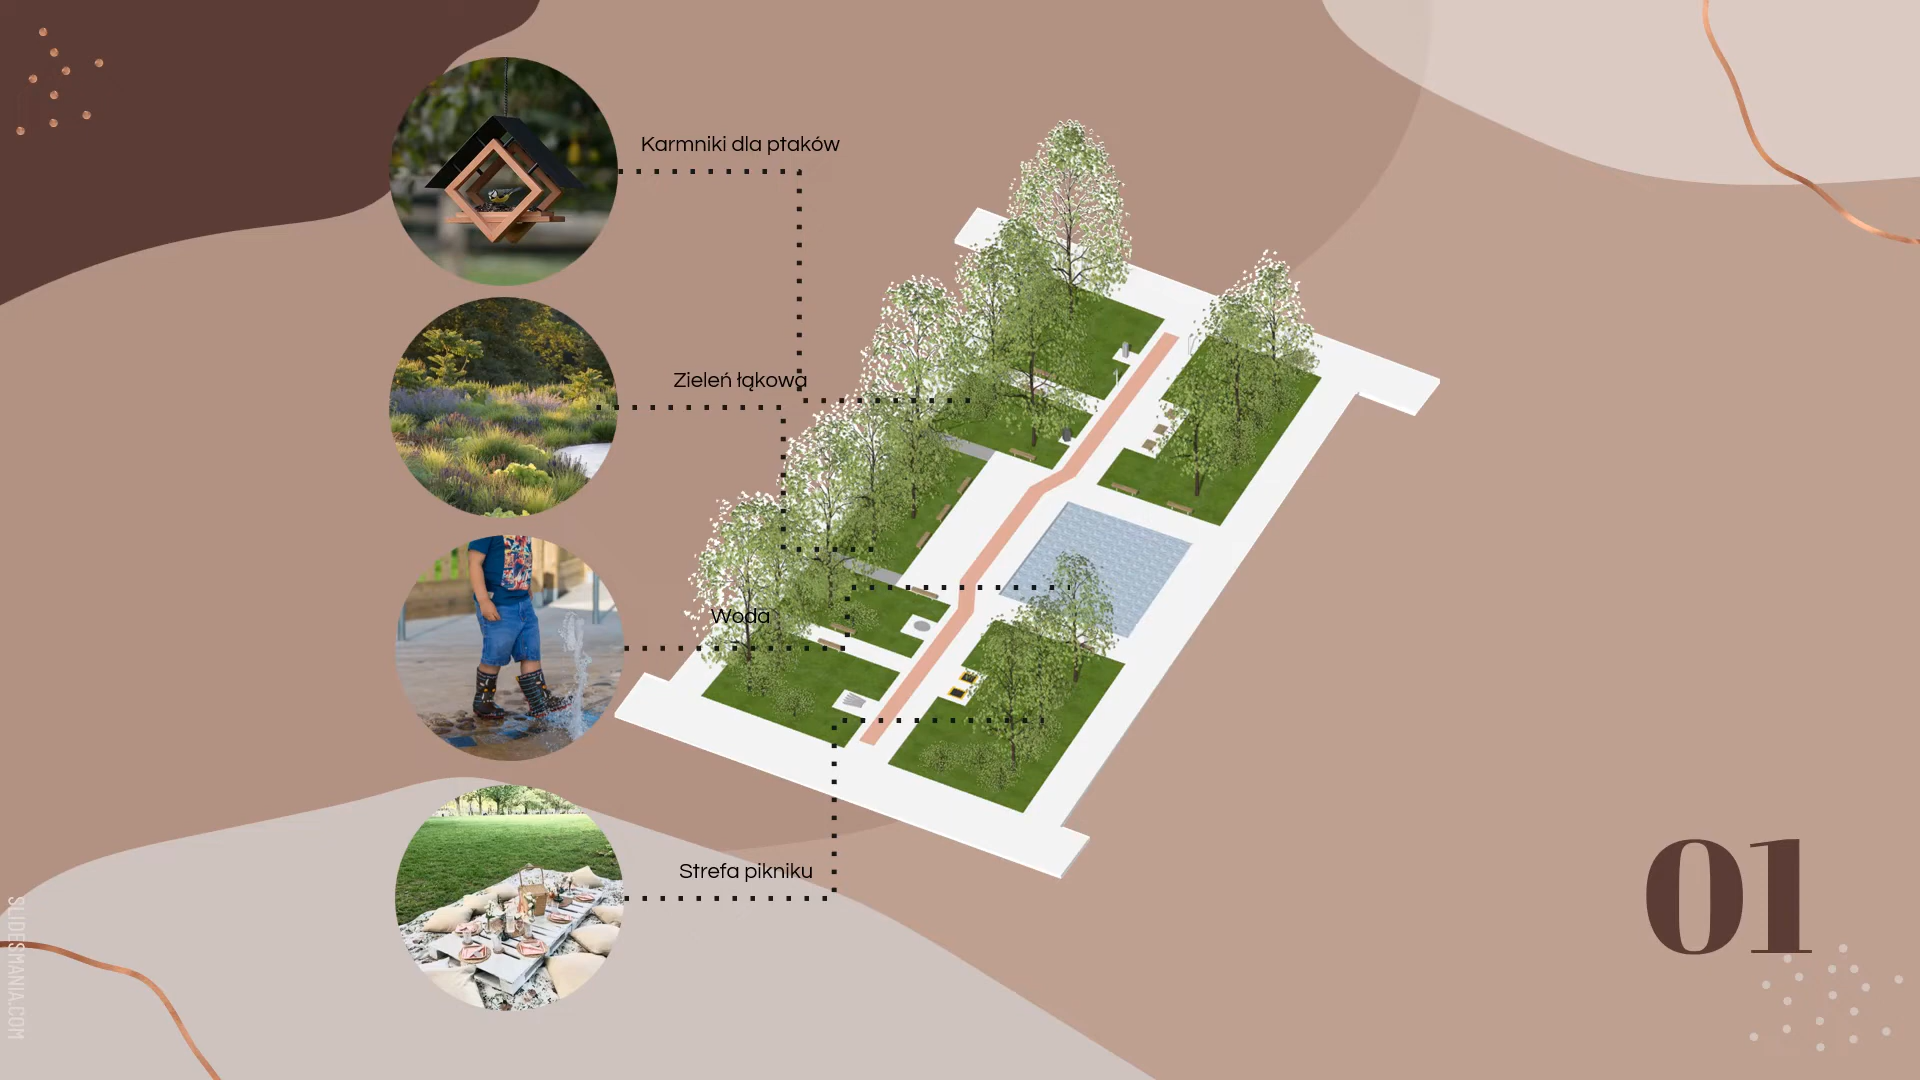 Karmniki dla ptaków
Zieleń łąkowa
Woda
Strefa pikniku
01
SLIDESMANIA.COM